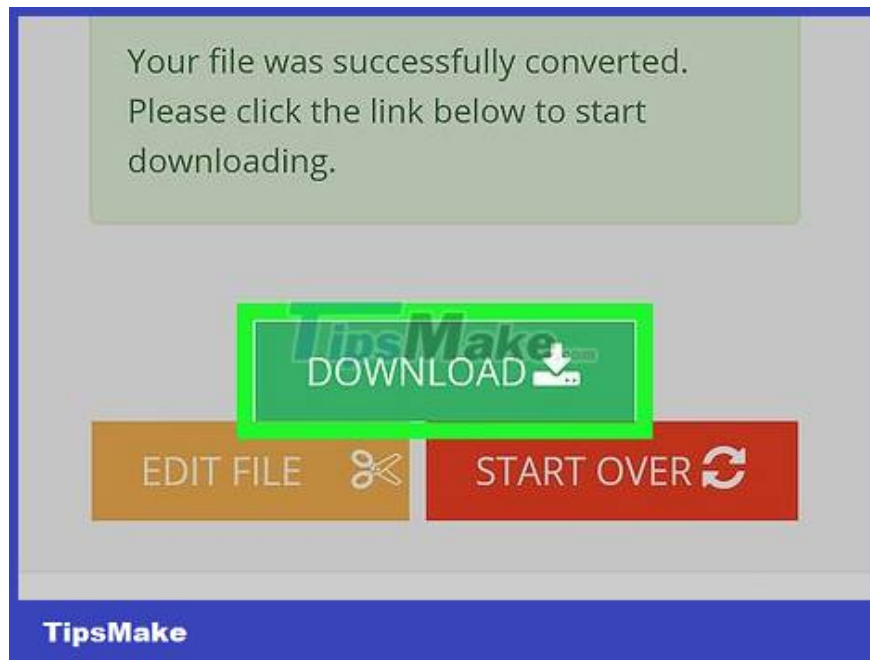 Your file was successfully converted.
Please click the link below to start
downloading.
TipsMake.com
DOWNLOAD
EDIT FILE
START OVER
TipsMake